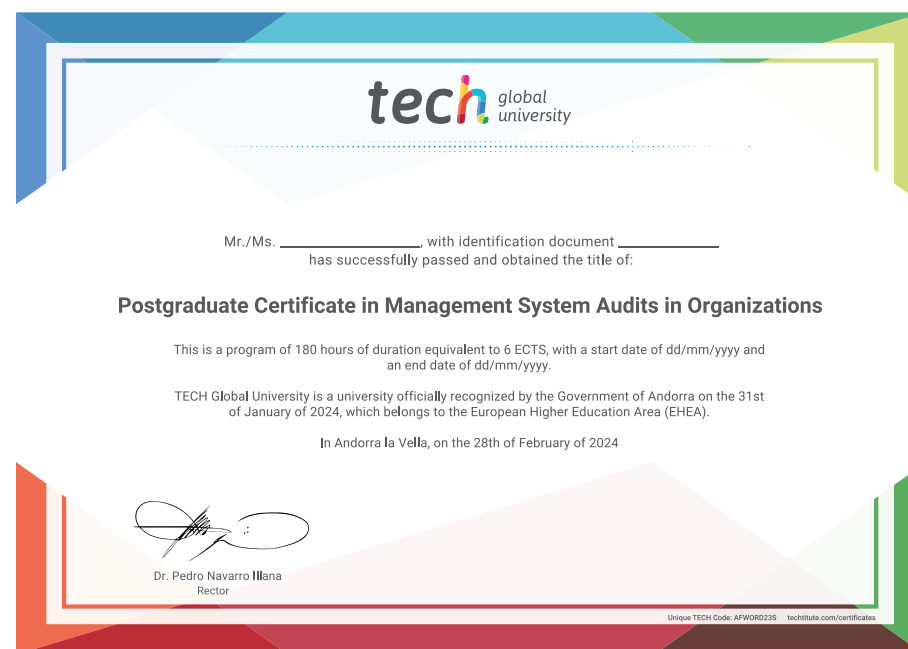 tech global university
Mr./Ms. ____________________, with identification document ______________
has successfully passed and obtained the title of:
Postgraduate Certificate in Management System Audits in Organizations
This is a program of 180 hours of duration equivalent to 6 ECTS, with a start date of dd/mm/yyyy and
an end date of dd/mm/yyyy.
TECH Global University is a university officially recognized by the Government of Andorra on the 31st
of January of 2024, which belongs to the European Higher Education Area (EHEA).
In Andorra la Vella, on the 28th of February of 2024
Dr. Pedro Navarro Illana
Rector
Unique TECH Code: AFWORD23S techtitute.com/certificates